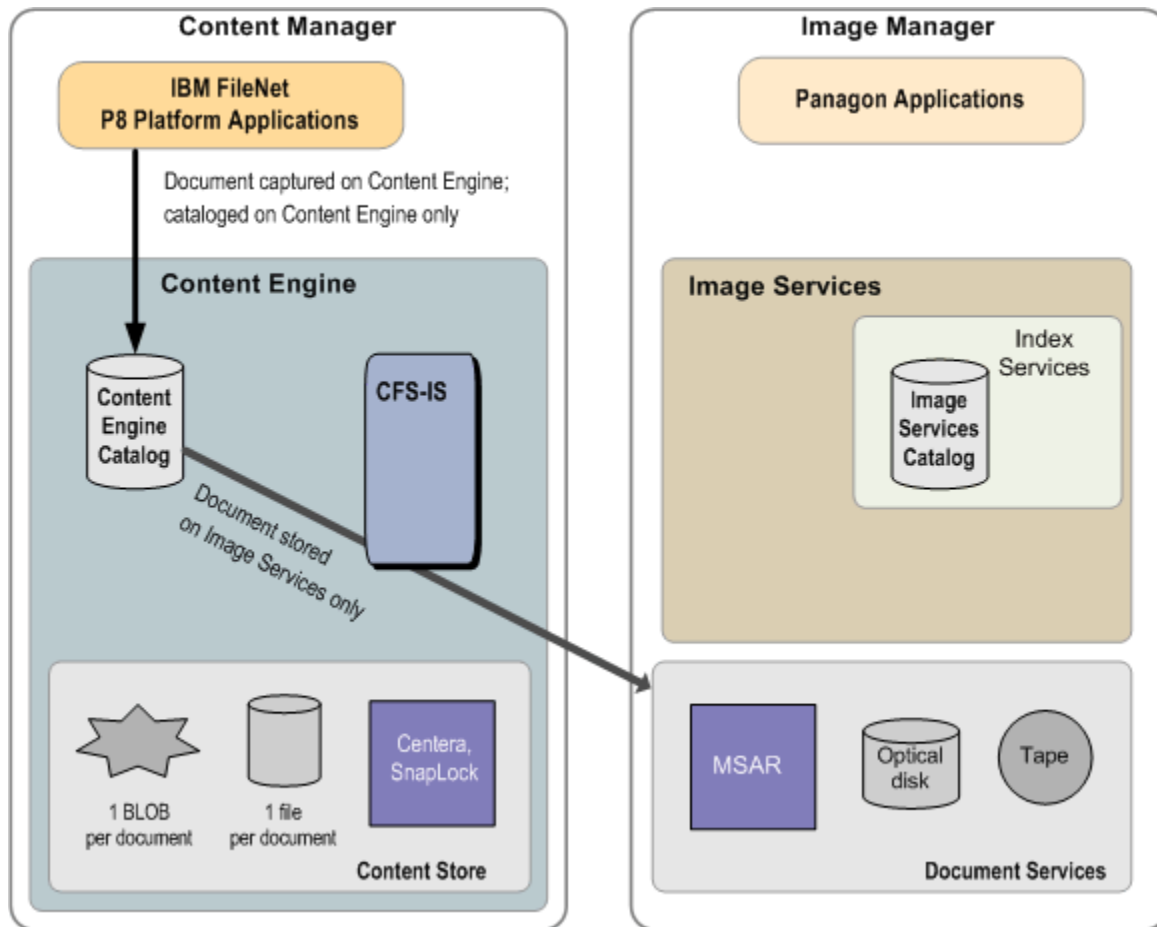 Content Manager
IBM FileNet
P8 Platform Applications
Document captured on Content Engine;
cataloged on Content Engine only
Content Engine
Content
Engine
Catalog
CFS-IS
Document stored
on Image Services only
Centera,
SnapLock
1 BLOB
per document
1 file
per document
Content Store
Image Manager
Panagon Applications
Image Services
Index
Services
Image
Services
Catalog
MSAR
Optical
disk
Tape
Document Services